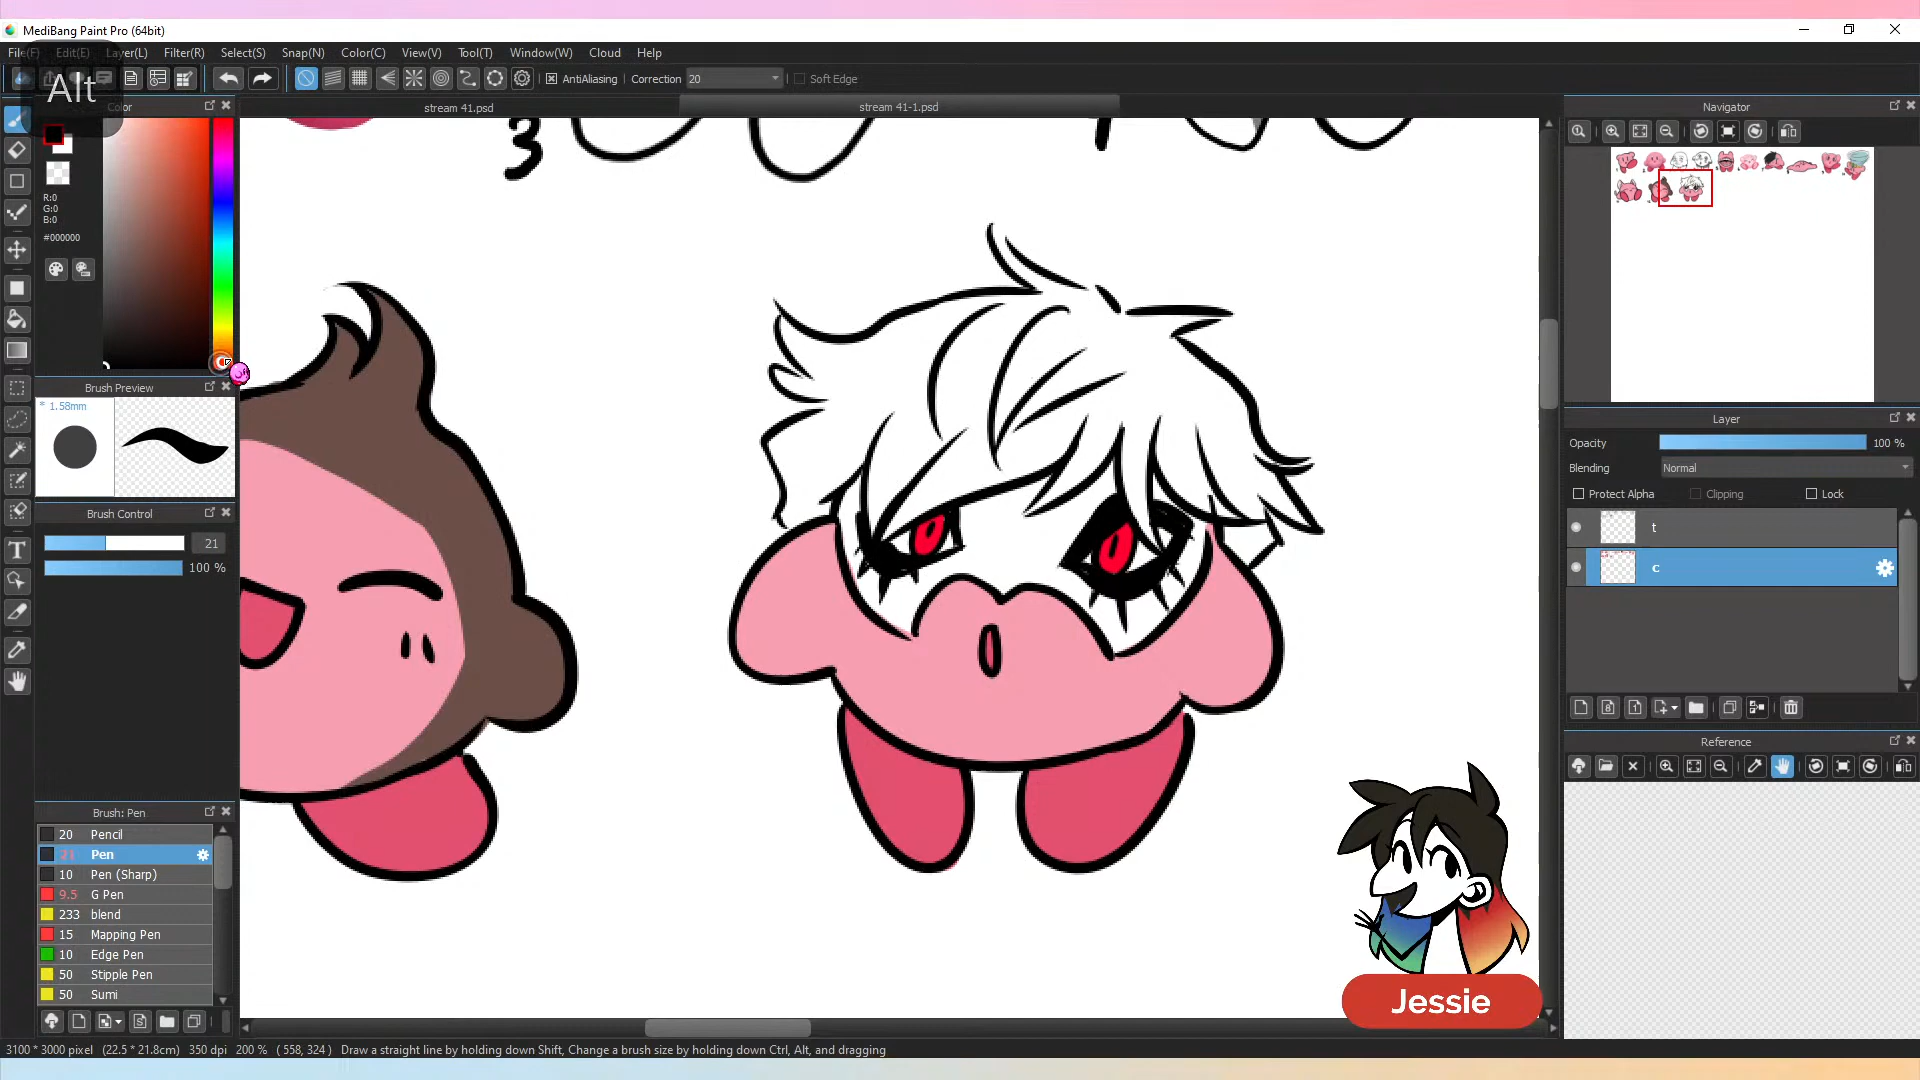 MediBang Paint Pro (64bit)
File(F) Edit(E) Layer(L) Filter(R) Select(S) Snap(N) Color(C) View(V) Tool(T) Window(W) Cloud Help
Alt
AntiAliasing Correction 20 Soft Edge
Color
stream 41.psd stream 41-1.psd
Navigator
R:0
G:0
B:0
#000000
3
Brush Preview
* 1.58mm
Brush Control
21
100 %
Layer
Opacity 100 %
Blending Normal
Protect Alpha Clipping Lock
t
c
Reference
Brush: Pen
20 Pencil
21 Pen
10 Pen (Sharp)
9.5 G Pen
233 blend
15 Mapping Pen
10 Edge Pen
50 Stipple Pen
50 Sumi
Jessie
3100 * 3000 pixel (22.5 * 21.8cm) 350 dpi 200 % ( 558, 324 ) Draw a straight line by holding down Shift, Change a brush size by holding down Ctrl, Alt, and dragging